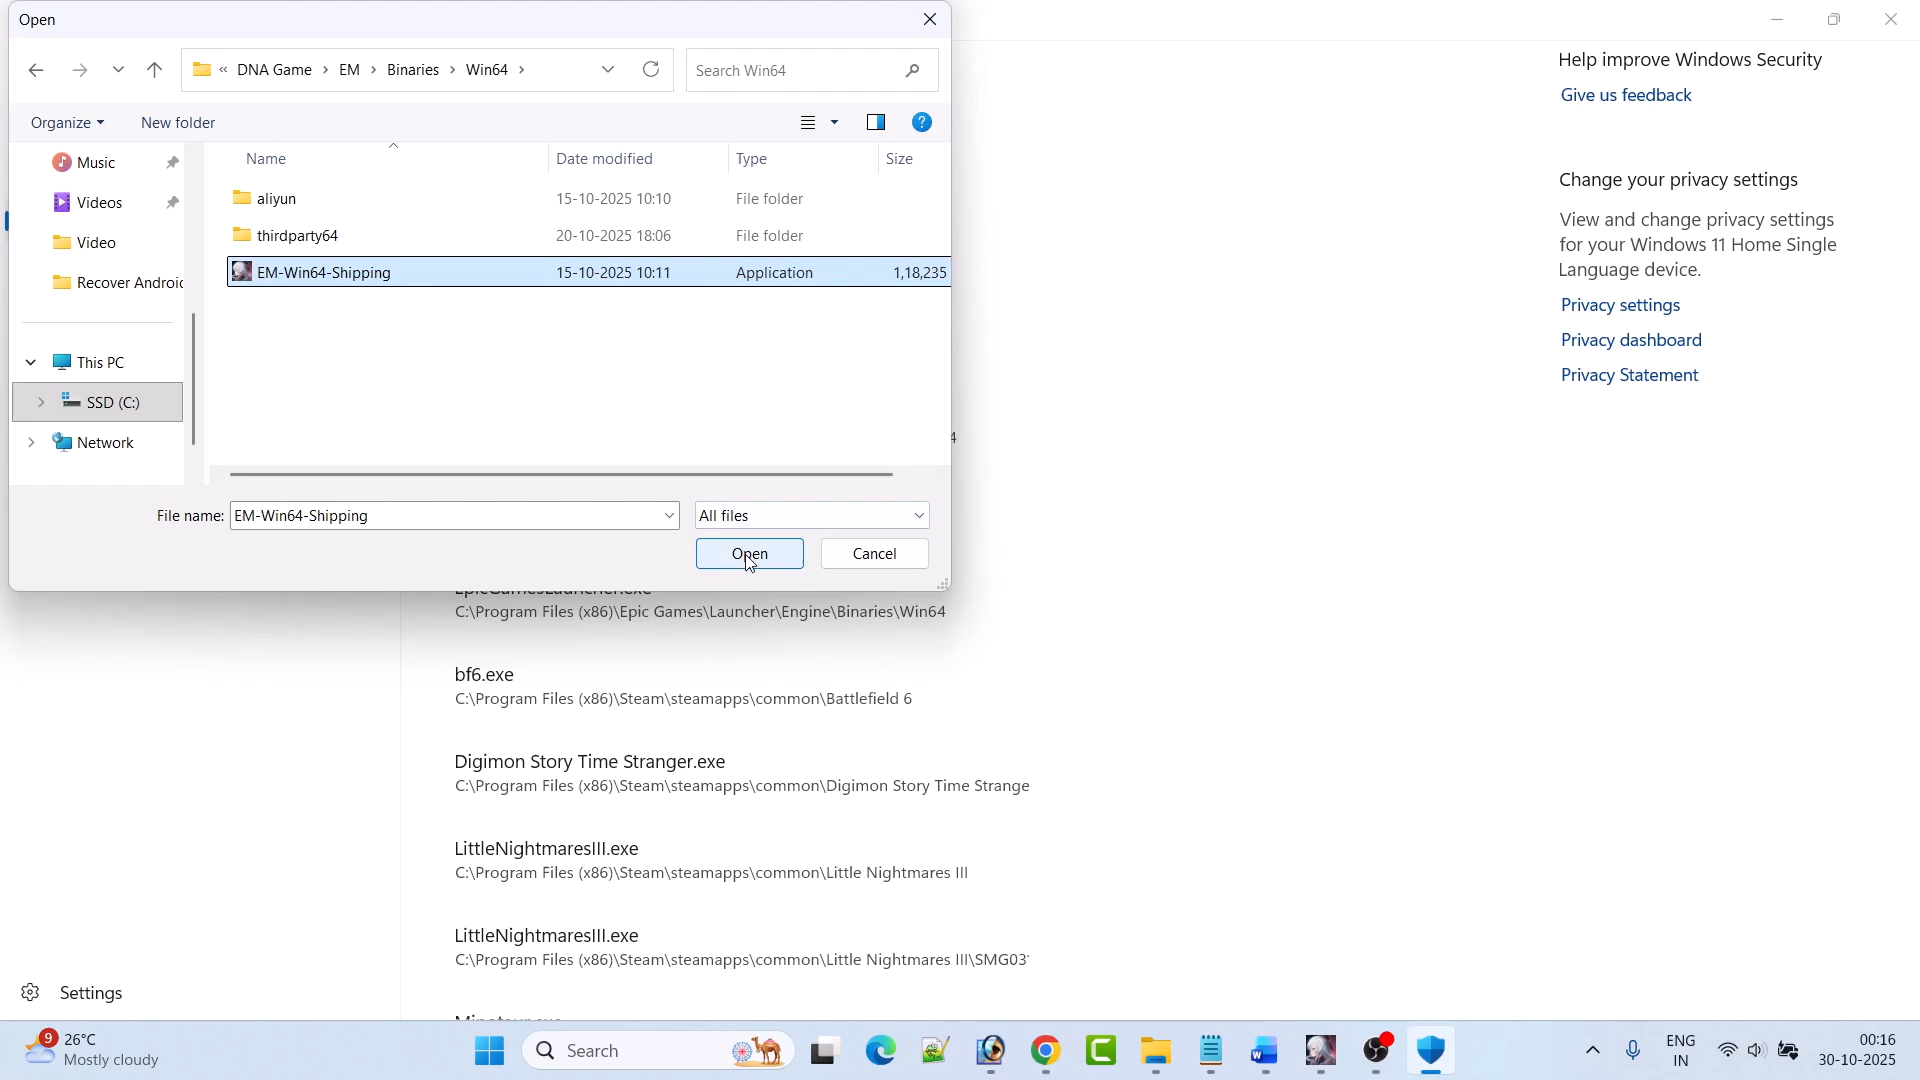 Open
« DNA Game › EM › Binaries › Win64 ›
Search Win64
Organize
New folder
Name
Date modified
Type
Size
Music
Videos
Video
Recover Androi
This PC
SSD (C:)
Network
aliyun
15-10-2025 10:10
File folder
thirdparty64
20-10-2025 18:06
File folder
EM-Win64-Shipping
15-10-2025 10:11
Application
1,18,235
File name:
EM-Win64-Shipping
All files
Open
Cancel
Help improve Windows Security
Give us feedback
Change your privacy settings
View and change privacy settings
for your Windows 11 Home Single
Language device.
Privacy settings
Privacy dashboard
Privacy Statement
4
EpicGamesLauncher.exe
C:\Program Files (x86)\Epic Games\Launcher\Engine\Binaries\Win64
bf6.exe
C:\Program Files (x86)\Steam\steamapps\common\Battlefield 6
Digimon Story Time Stranger.exe
C:\Program Files (x86)\Steam\steamapps\common\Digimon Story Time Strange
LittleNightmaresIII.exe
C:\Program Files (x86)\Steam\steamapps\common\Little Nightmares III
LittleNightmaresIII.exe
C:\Program Files (x86)\Steam\steamapps\common\Little Nightmares III\SMG03
Settings
9
26°C
Mostly cloudy
Search
ENG
IN
00:16
30-10-2025